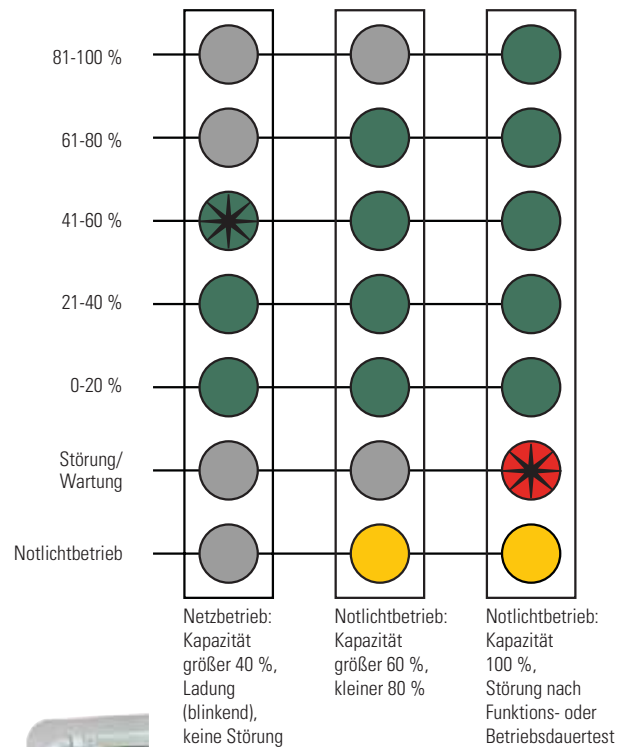 81-100 %
61-80 %
41-60 %
21-40 %
0-20 %
Störung/
Wartung
Notlichtbetrieb
Netzbetrieb:
Kapazität
größer 40 %,
Ladung
(blinkend),
keine Störung
Notlichtbetrieb:
Kapazität
größer 60 %,
kleiner 80 %
Notlichtbetrieb:
Kapazität
100 %,
Störung nach
Funktions- oder
Betriebsdauertest